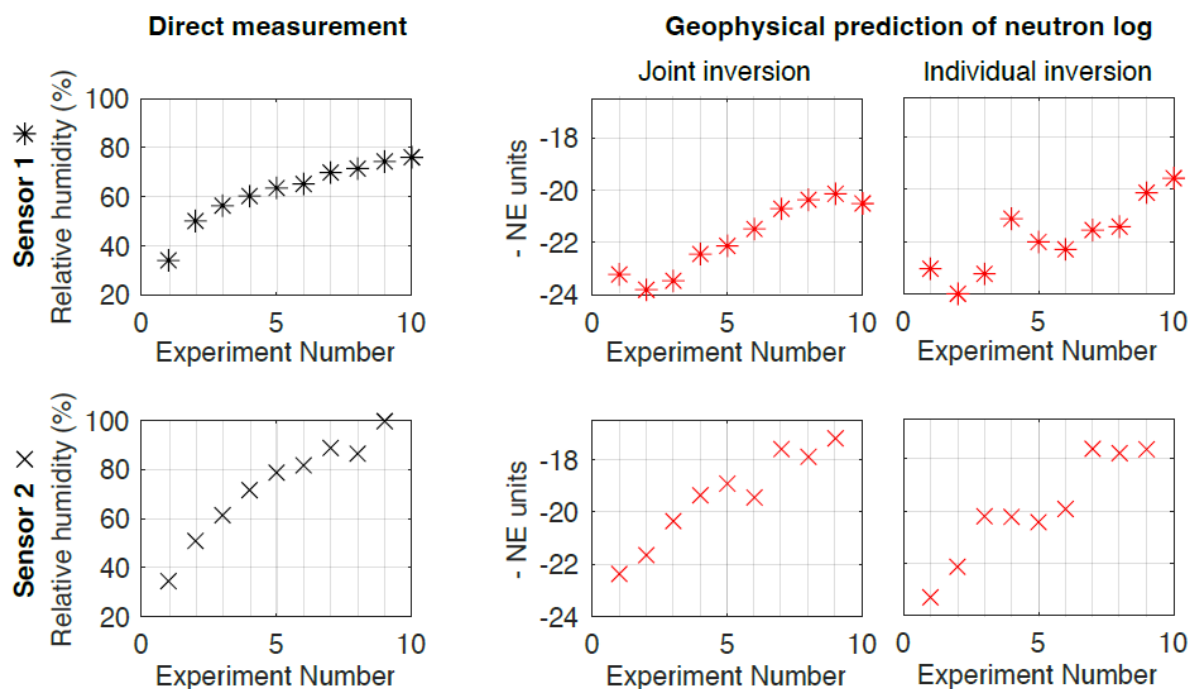 Direct measurement
Geophysical prediction of neutron log
Joint inversion
Individual inversion
Sensor 1
Relative humidity (%)
100
80
60
40
20
0
5
10
Experiment Number
- NE units
-18
-20
-22
-24
0
5
10
Experiment Number
0
5
10
Experiment Number
Sensor 2
Relative humidity (%)
100
80
60
40
20
0
5
10
Experiment Number
- NE units
-18
-20
-22
-24
0
5
10
Experiment Number
0
5
10
Experiment Number